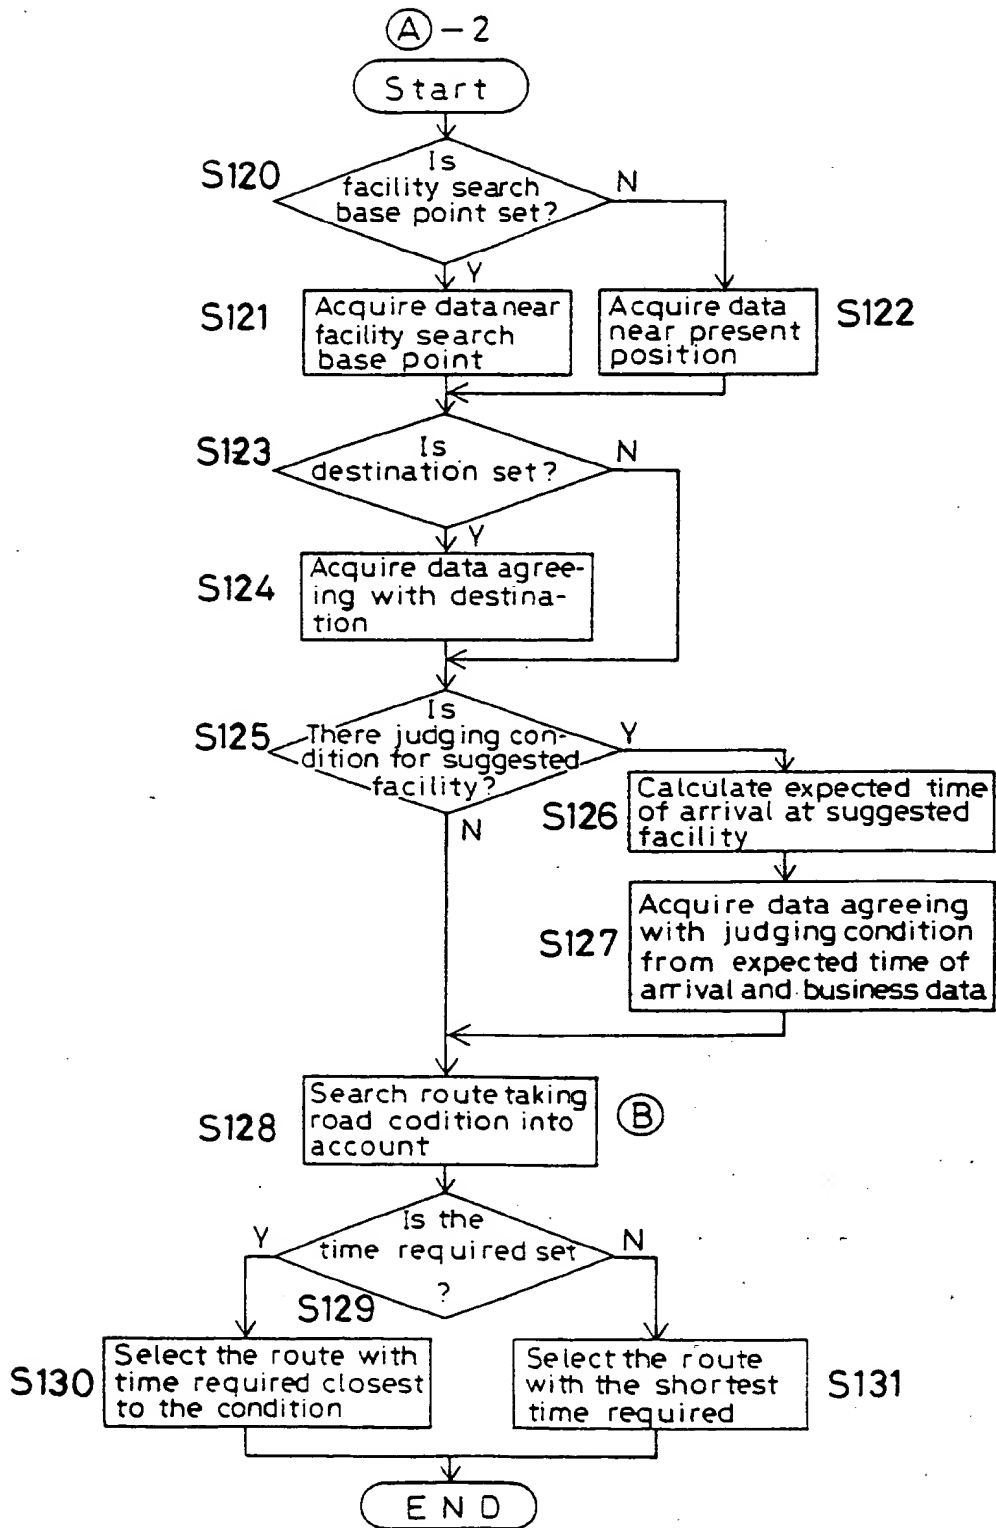 A - 2
Start
S120
Is
facility search
base point set?
N
Y
S121
Acquire data near
facility search
base point
Acquire data
near present
position
S122
S123
Is
destination set?
N
Y
S124
Acquire data agree-
ing with destina-
tion
S125
Is
There judging con-
dition for suggested
facility?
Y
N
S126
Calculate expected time
of arrival at suggested
facility
S127
Acquire data agreeing
with judging condition
from expected time of
arrival and business data
S128
Search route taking
road codition into
account
B
Is the
time required set
?
Y
N
S129
S130
Select the route with
time required closest
to the condition
Select the route
with the shortest
time required
S131
END